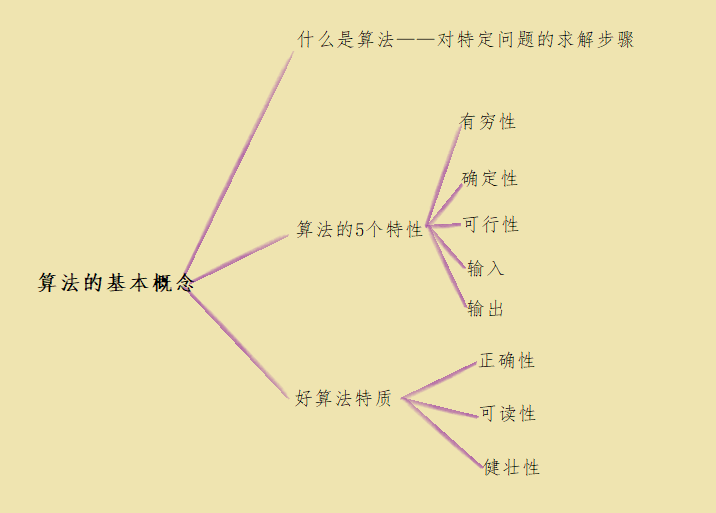 什么是算法——对特定问题的求解步骤
有穷性
确定性
算法的5个特性
可行性
输入
算法的基本概念
输出
正确性
好算法特质
可读性
健壮性